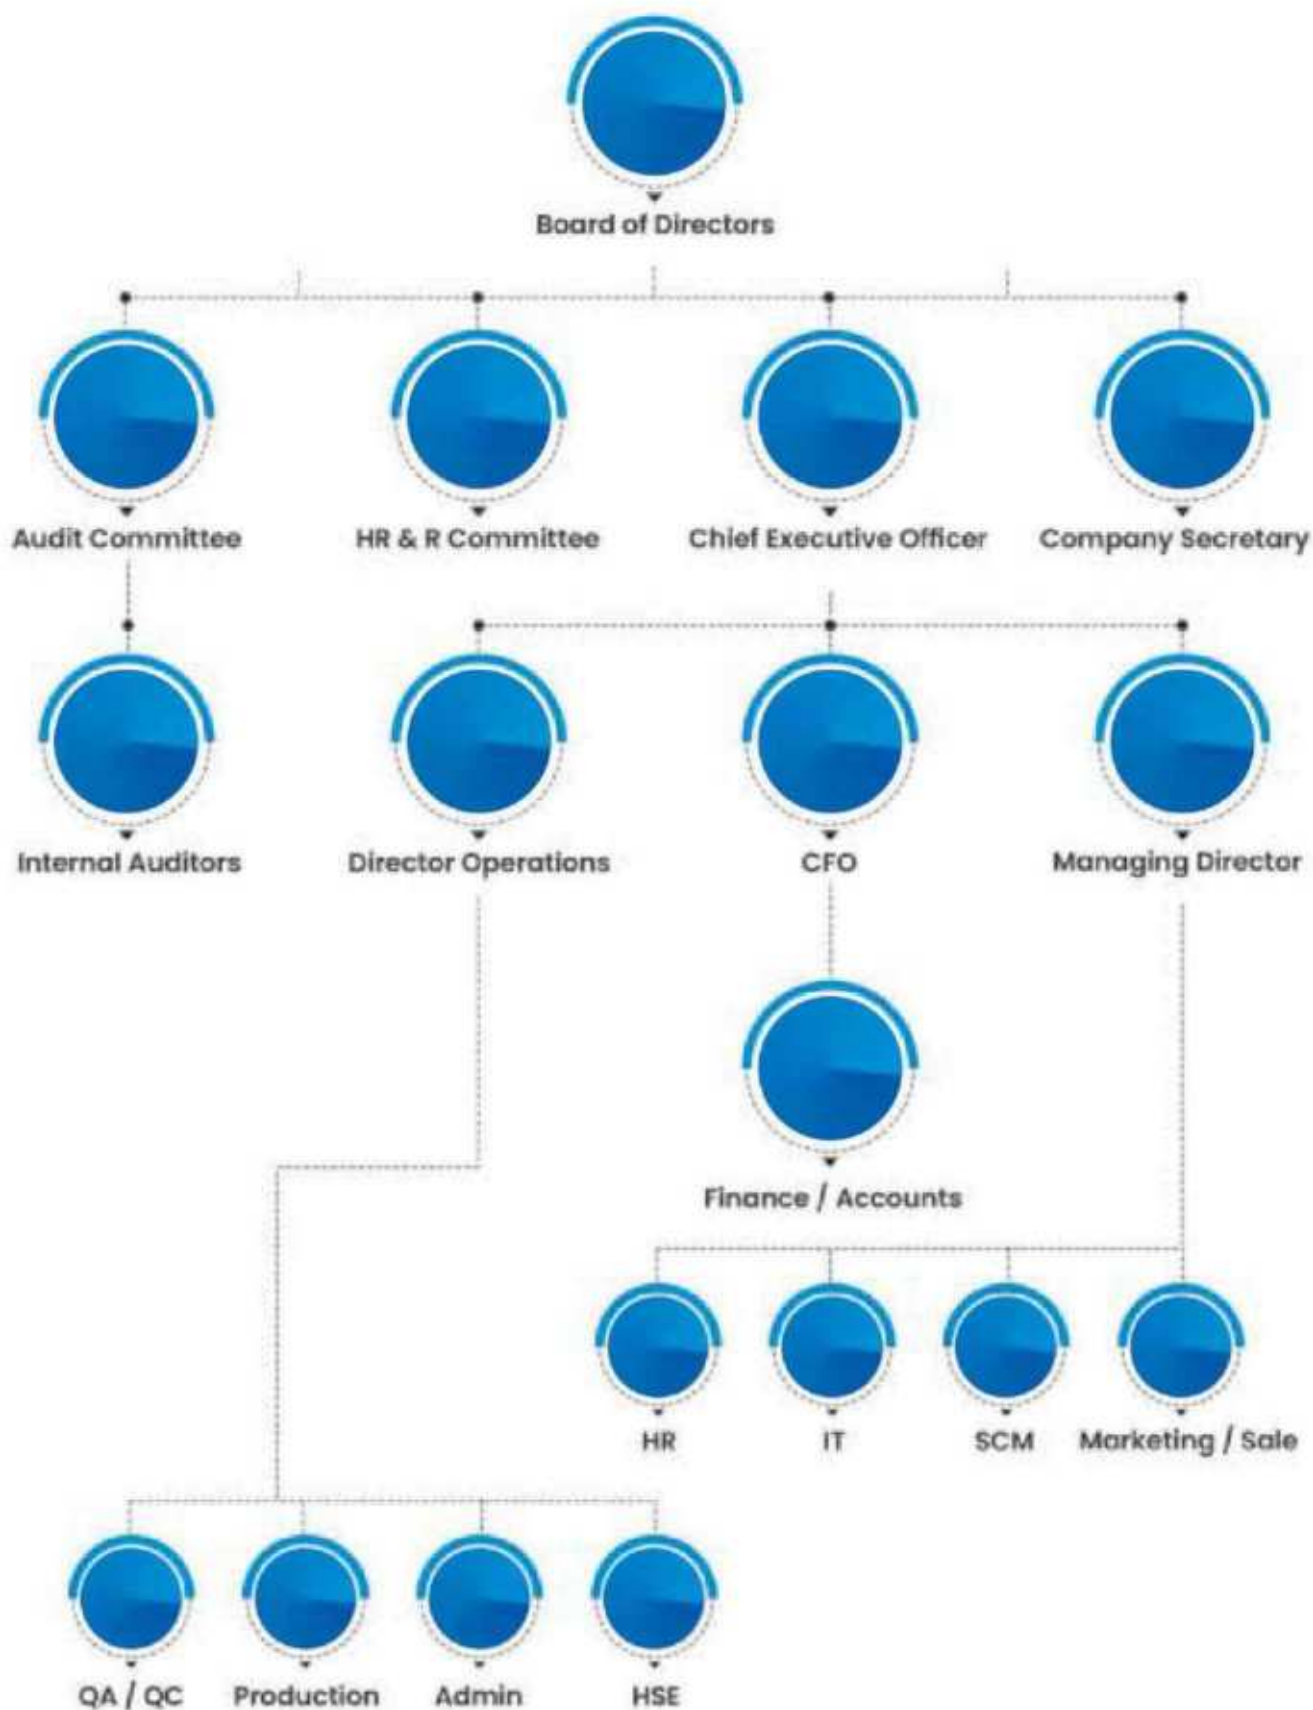 Board of Directors
Audit Committee
HR & R Committee
Chief Executive Officer
Company Secretary
Internal Auditors
Director Operations
CFO
Managing Director
Finance / Accounts
HR
IT
SCM
Marketing / Sale
QA / QC
Production
Admin
HSE